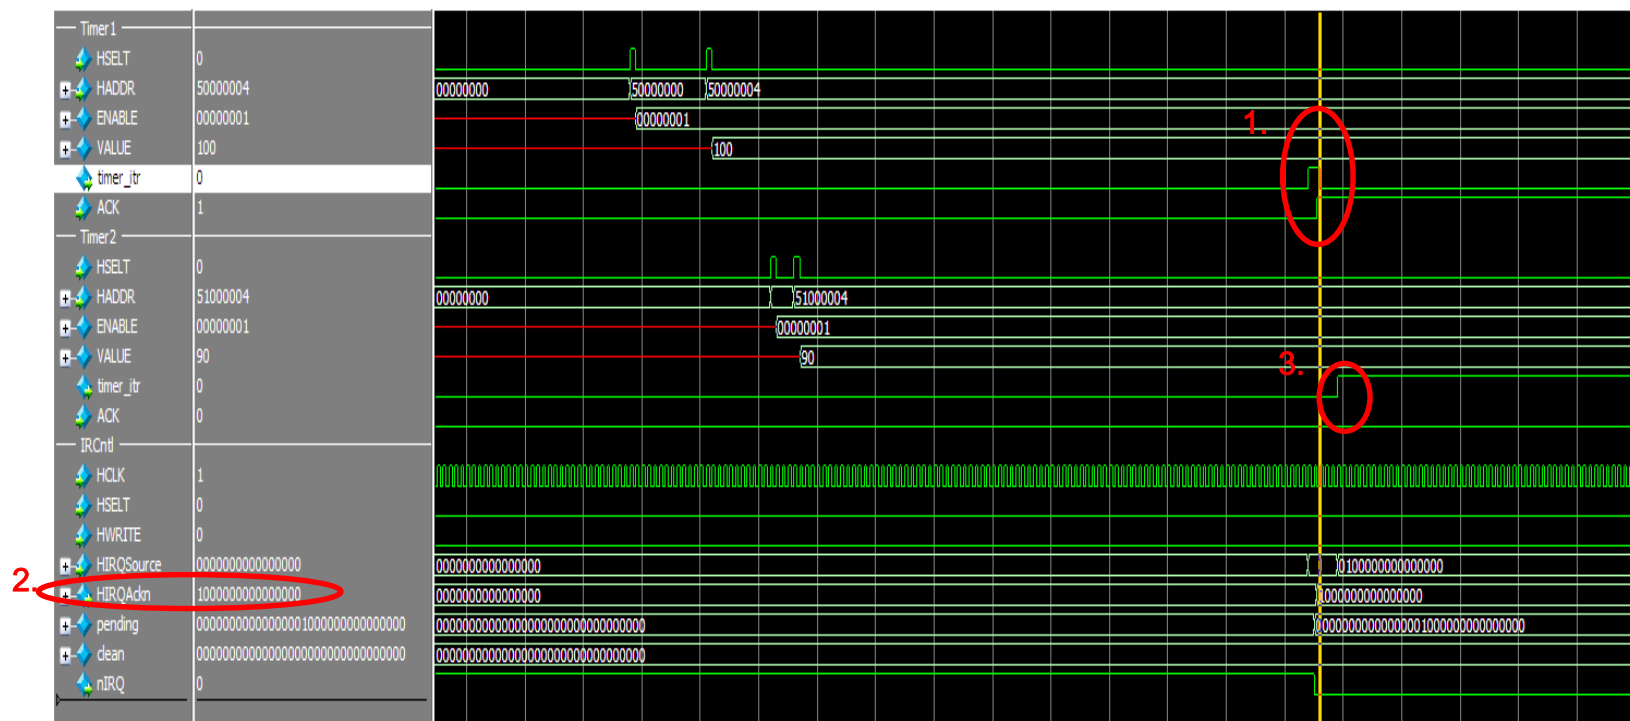 Timer1
HSELT 0
HADDR 50000004 00000000 50000000 50000004
ENABLE 00000001 00000001
VALUE 100 100
1.
timer_itr 0
ACK 1
Timer2
HSELT 0
HADDR 51000004 00000000 51000004
ENABLE 00000001 00000001
VALUE 90 90
3.
timer_itr 0
ACK 0
IRCntl
HCLK 1
HSELT 0
HWRITE 0
HIRQSource 0000000000000000 0000000000000000 0100000000000000
2.
HIRQAckn 1000000000000000 0000000000000000 1000000000000000
pending 00000000000000001000000000000000 00000000000000000000000000000000 00000000000000001000000000000000
clean 00000000000000000000000000000000 00000000000000000000000000000000
nIRQ 0